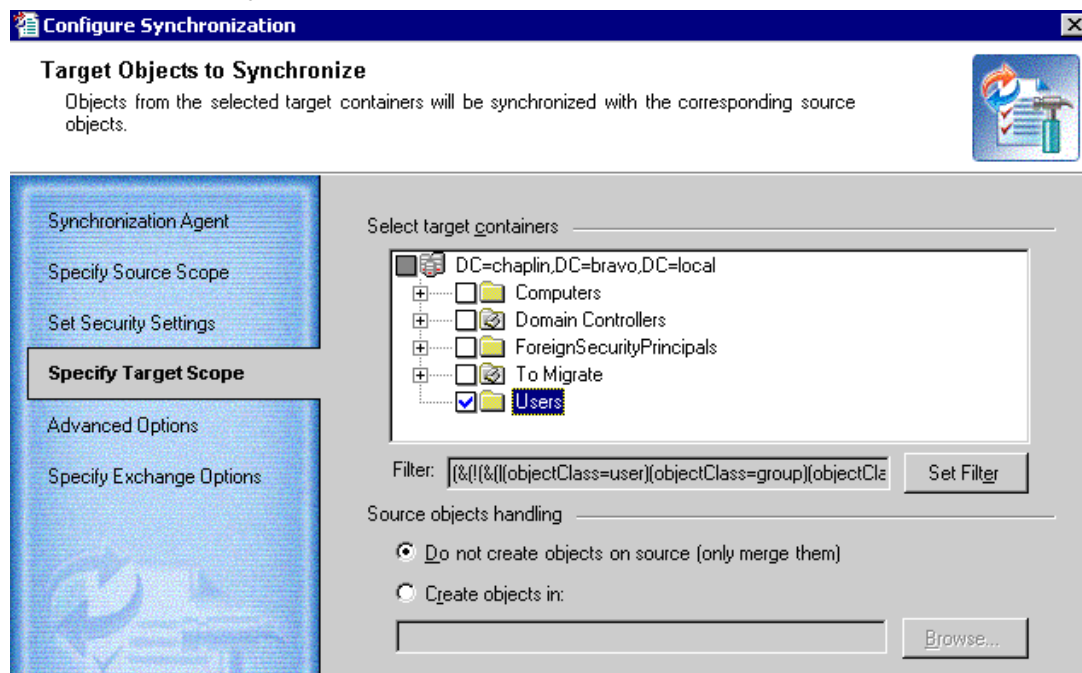 Configure Synchronization
Target Objects to Synchronize
Objects from the selected target containers will be synchronized with the corresponding source
objects.
Synchronization Agent
Specify Source Scope
Set Security Settings
Specify Target Scope
Advanced Options
Specify Exchange Options
Select target containers
DC=chaplin,DC=bravo,DC=local
Computers
Domain Controllers
ForeignSecurityPrincipals
To Migrate
Users
Filter: (&(!(&(|(objectClass=user)(objectClass=group)(objectCla Set Filter
Source objects handling
Do not create objects on source (only merge them)
Create objects in:
Browse...